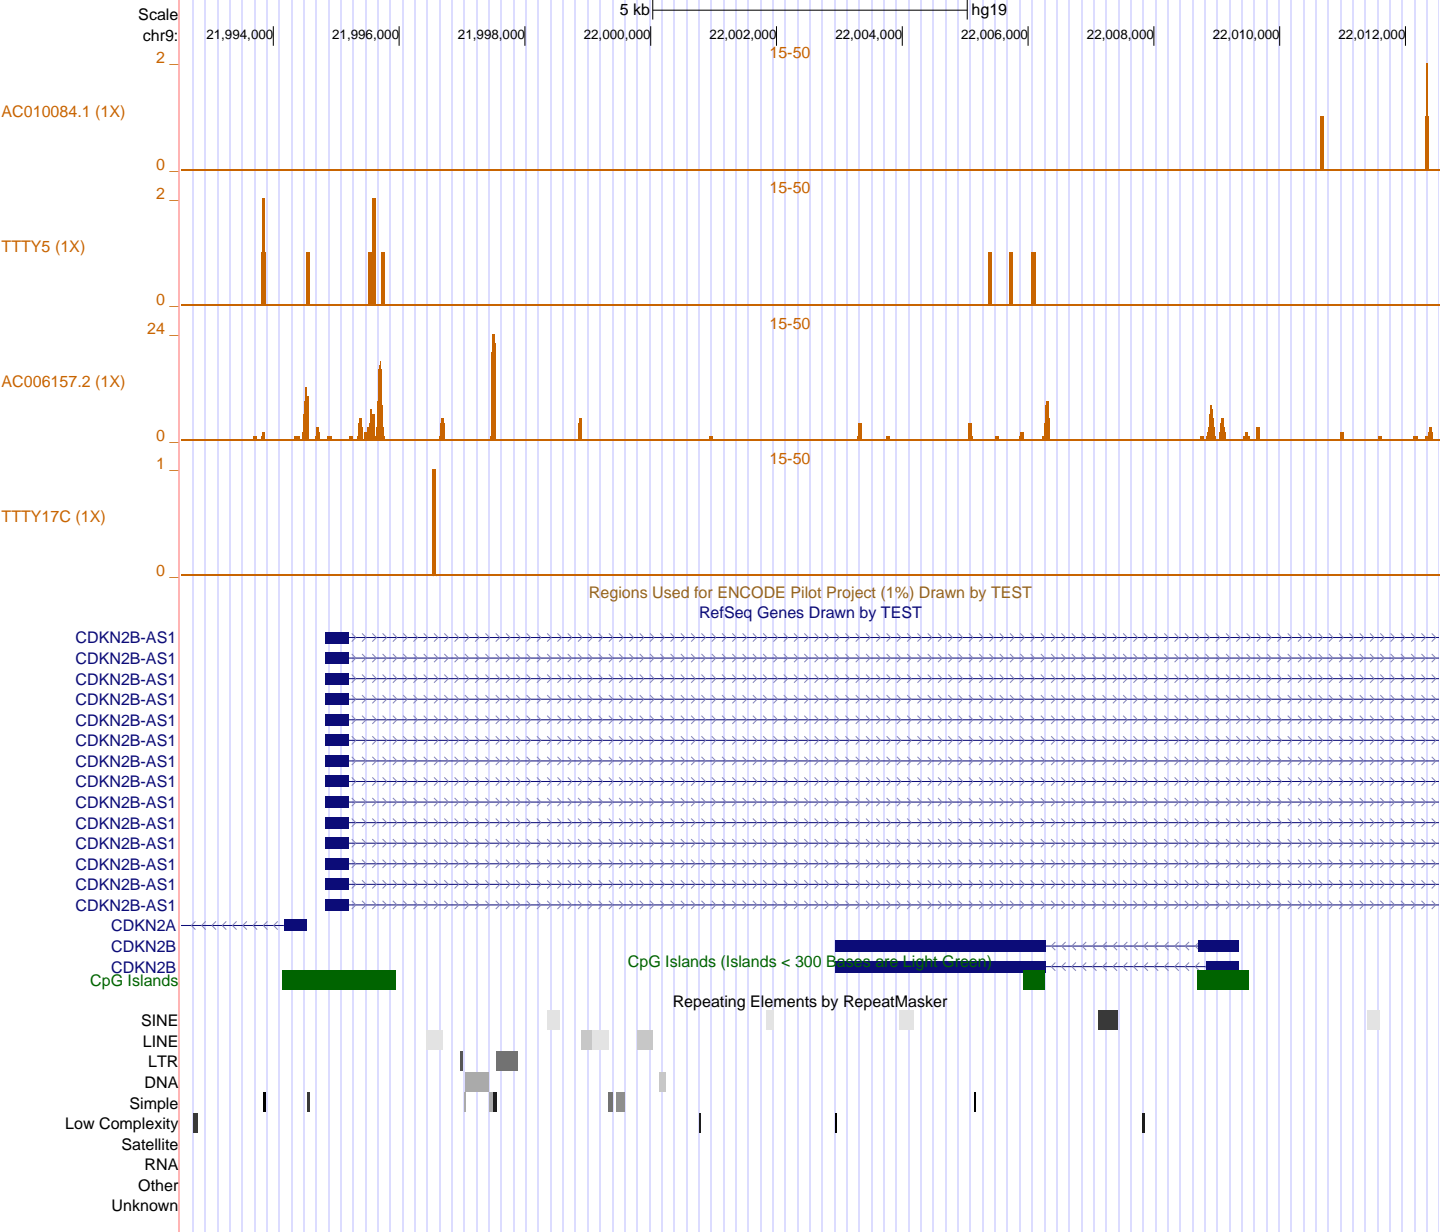 Scale 5 kb hg19
chr9: 21,994,000 21,996,000 21,998,000 22,000,000 22,002,000 22,004,000 22,006,000 22,008,000 22,010,000 22,012,000
15-50
2
AC010084.1 (1X)
0
15-50
2
TTTY5 (1X)
0
15-50
24
AC006157.2 (1X)
0
15-50
1
TTTY17C (1X)
0
Regions Used for ENCODE Pilot Project (1%) Drawn by TEST
RefSeq Genes Drawn by TEST
CDKN2B-AS1
CDKN2B-AS1
CDKN2B-AS1
CDKN2B-AS1
CDKN2B-AS1
CDKN2B-AS1
CDKN2B-AS1
CDKN2B-AS1
CDKN2B-AS1
CDKN2B-AS1
CDKN2B-AS1
CDKN2B-AS1
CDKN2B-AS1
CDKN2B-AS1
CDKN2A
CDKN2B
CpG Islands (Islands < 300 Bases are Light Green)
CDKN2B
CpG Islands
Repeating Elements by RepeatMasker
SINE
LINE
LTR
DNA
Simple
Low Complexity
Satellite
RNA
Other
Unknown